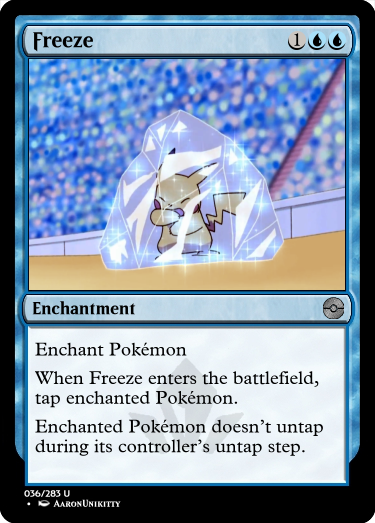 Freeze 1
Enchantment
Enchant Pokémon
When Freeze enters the battlefield,
tap enchanted Pokémon.
Enchanted Pokémon doesn't untap
during its controller's untap step.
036/283 U
• AaronUnikitty